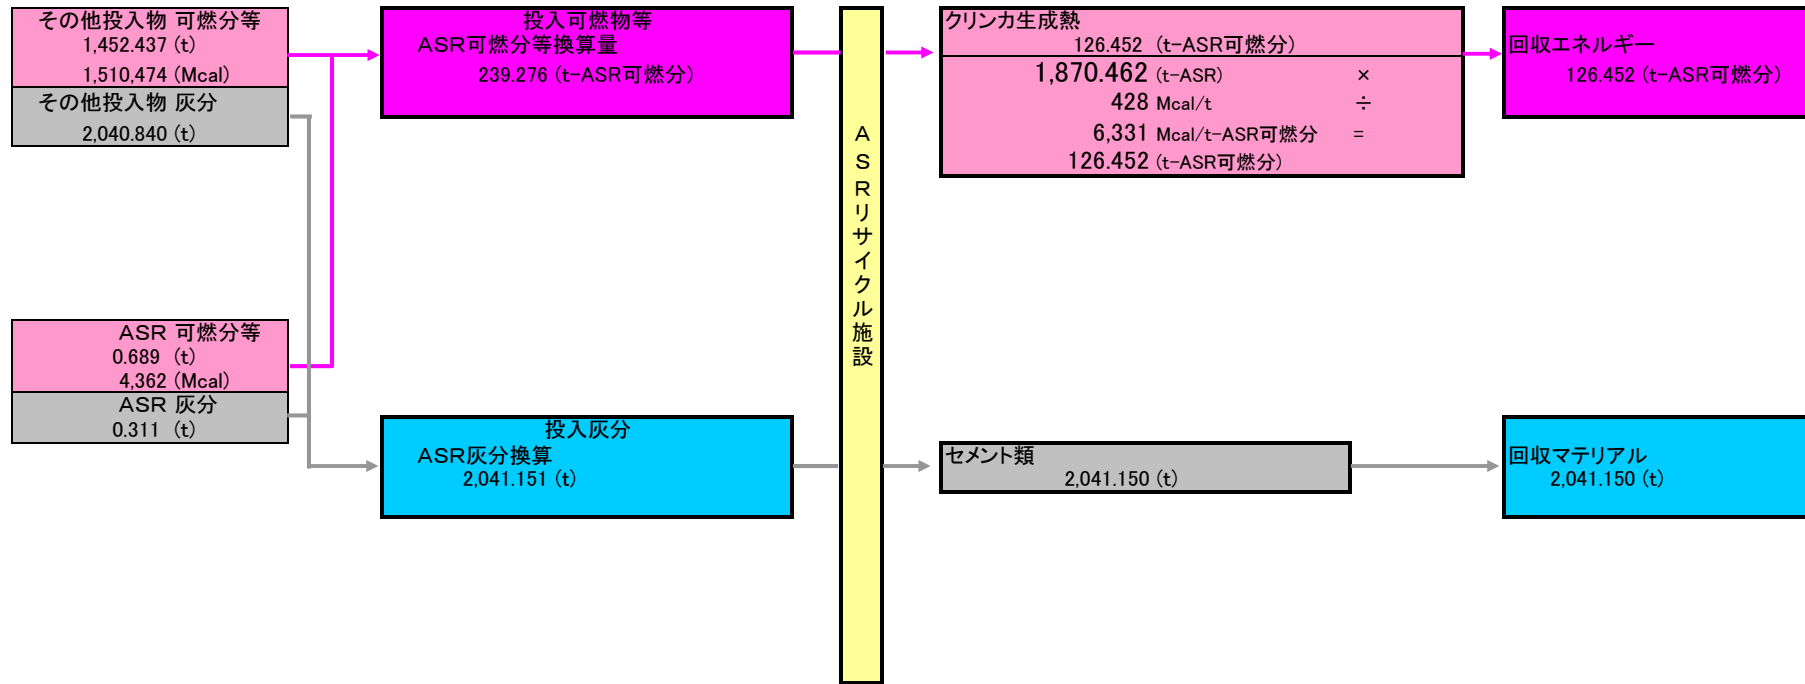 その他投入物 可燃分等
1,452.437 (t)
1,510,474 (Mcal)
その他投入物 灰分
2,040.840 (t)
ASR 可燃分等
0.689 (t)
4,362 (Mcal)
ASR 灰分
0.311 (t)
投入可燃物等
ASR可燃分等換算量
239.276 (t-ASR可燃分)
投入灰分
ASR灰分換算
2,041.151 (t)
ASRリサイクル施設
クリンカ生成熱
126.452 (t-ASR可燃分)
1,870.462 (t-ASR) ×
428 Mcal/t ÷
6,331 Mcal/t-ASR可燃分 =
126.452 (t-ASR可燃分)
セメント類
2,041.150 (t)
回収エネルギー
126.452 (t-ASR可燃分)
回収マテリアル
2,041.150 (t)